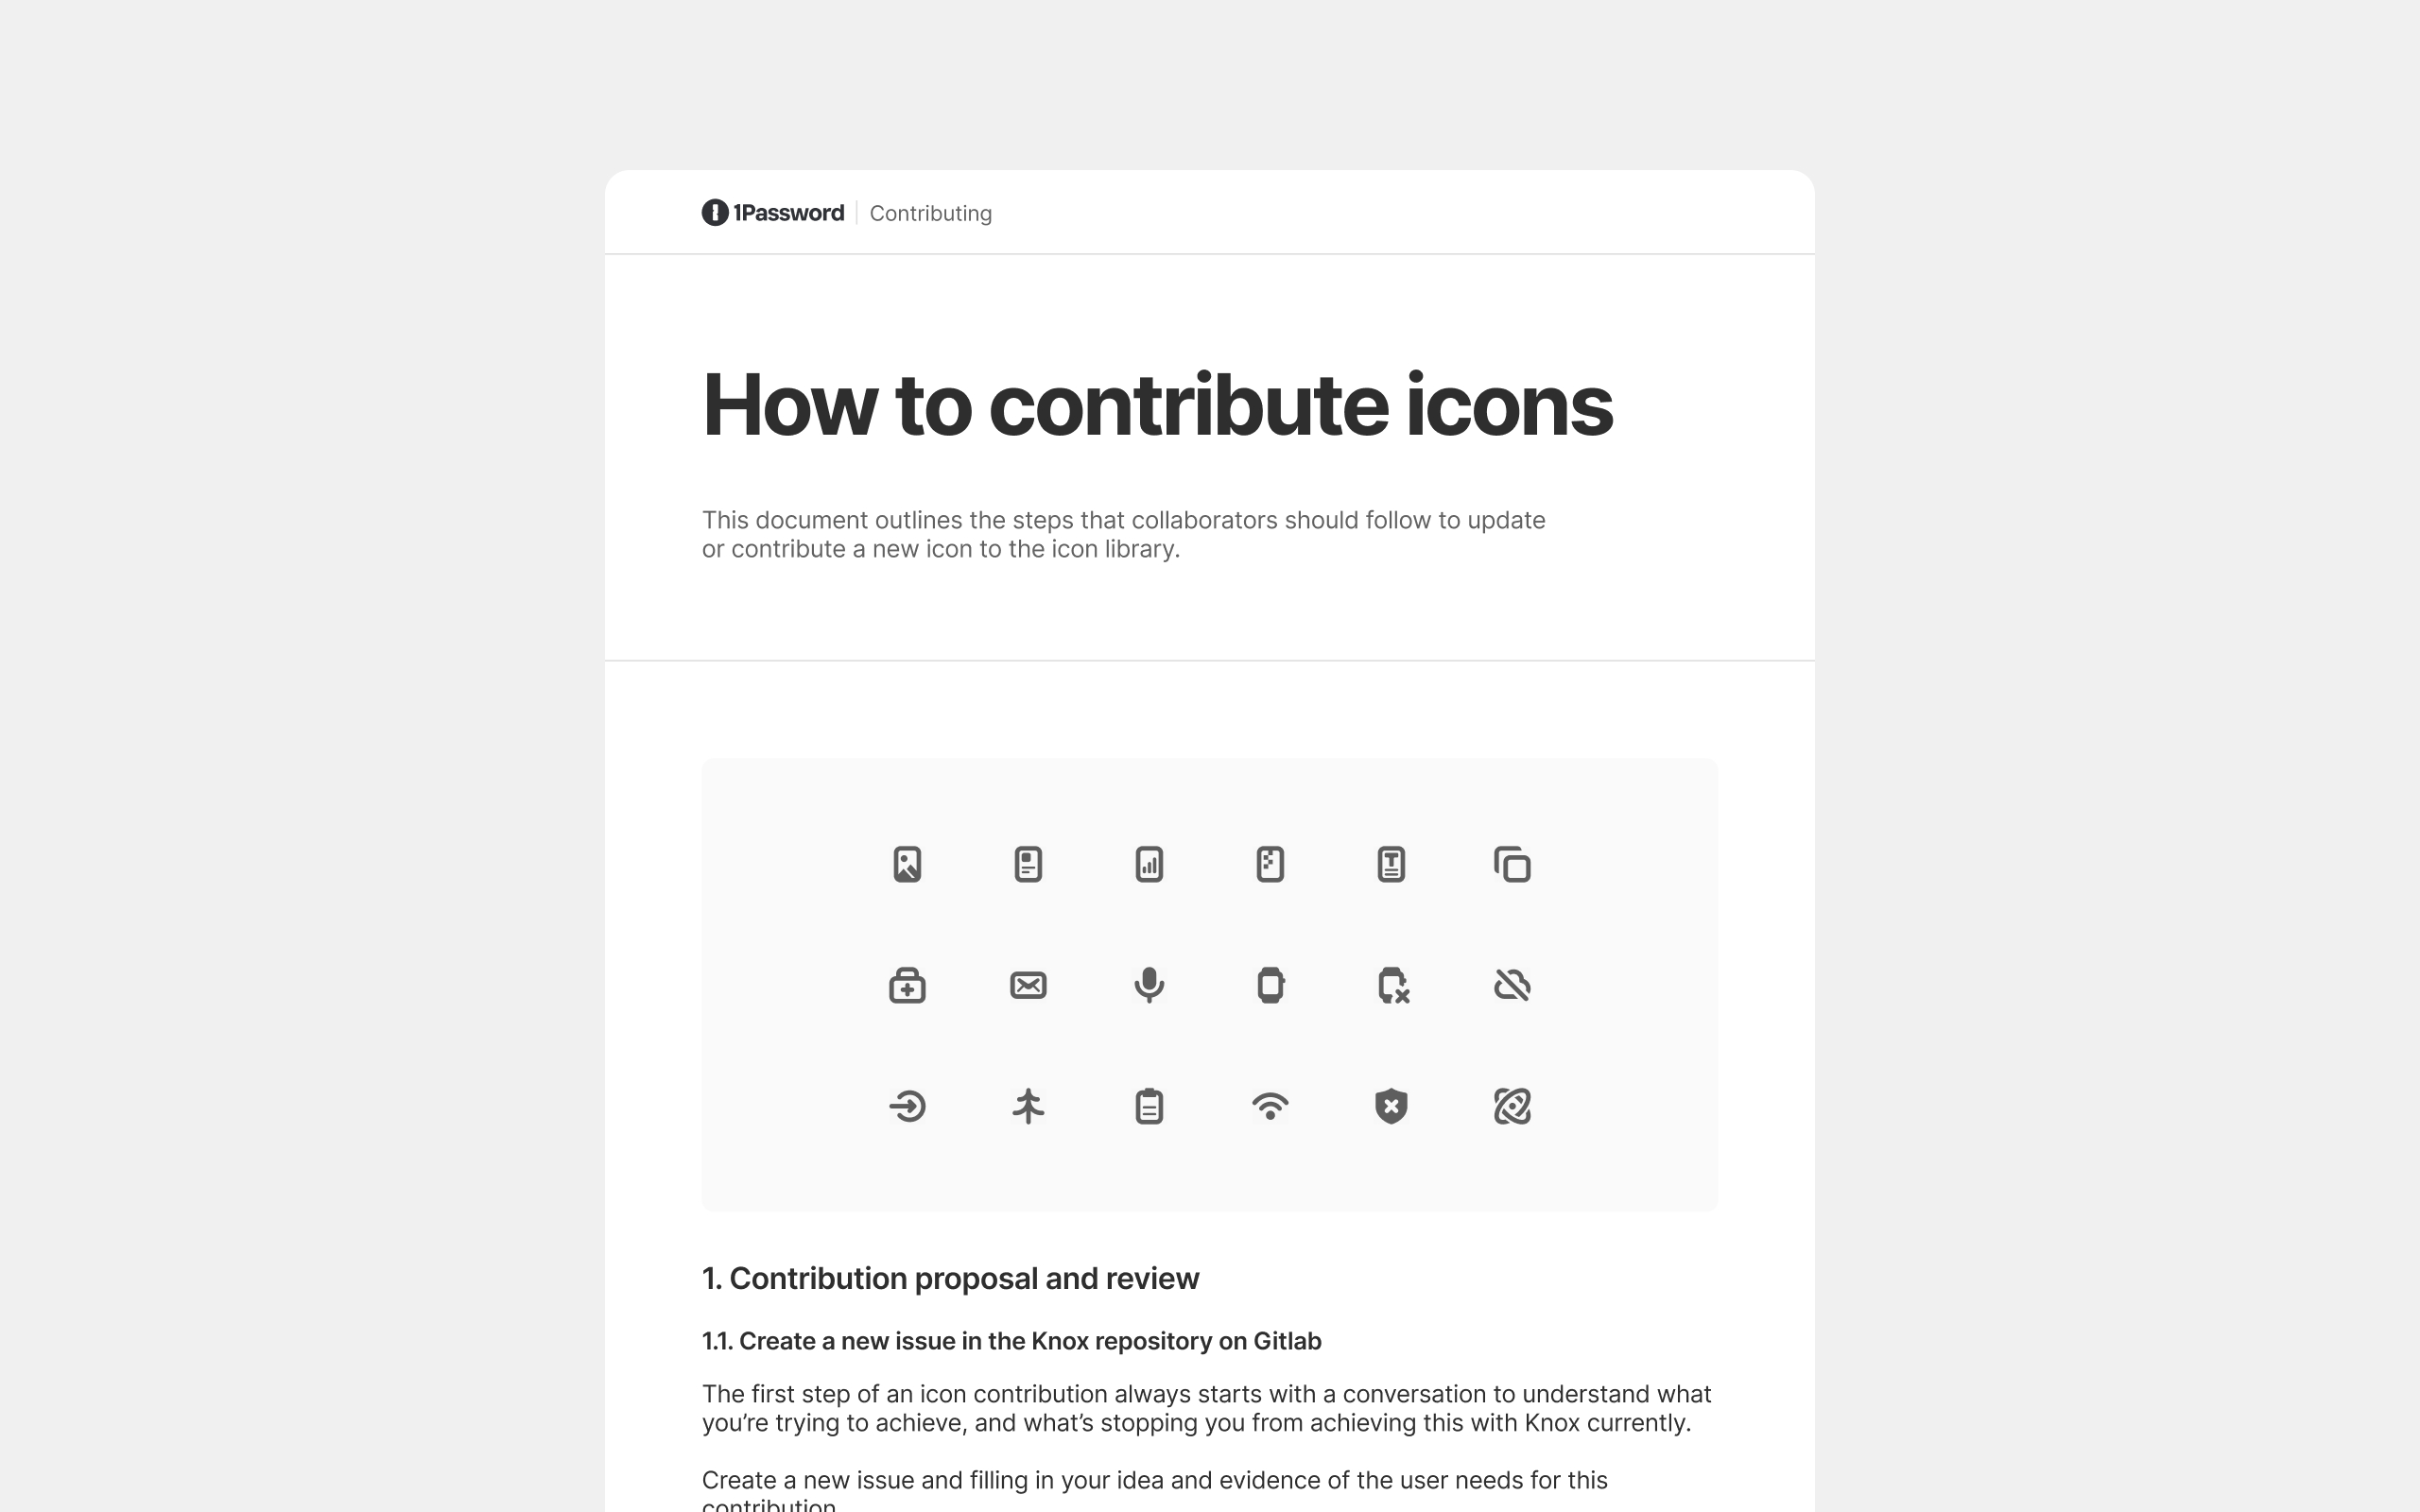 1Password Contributing
How to contribute icons
This document outlines the steps that collaborators should follow to update
or contribute a new icon to the icon library.
1. Contribution proposal and review
1.1. Create a new issue in the Knox repository on Gitlab
The first step of an icon contribution always starts with a conversation to understand what
you’re trying to achieve, and what’s stopping you from achieving this with Knox currently.
Create a new issue and filling in your idea and evidence of the user needs for this
contribution.